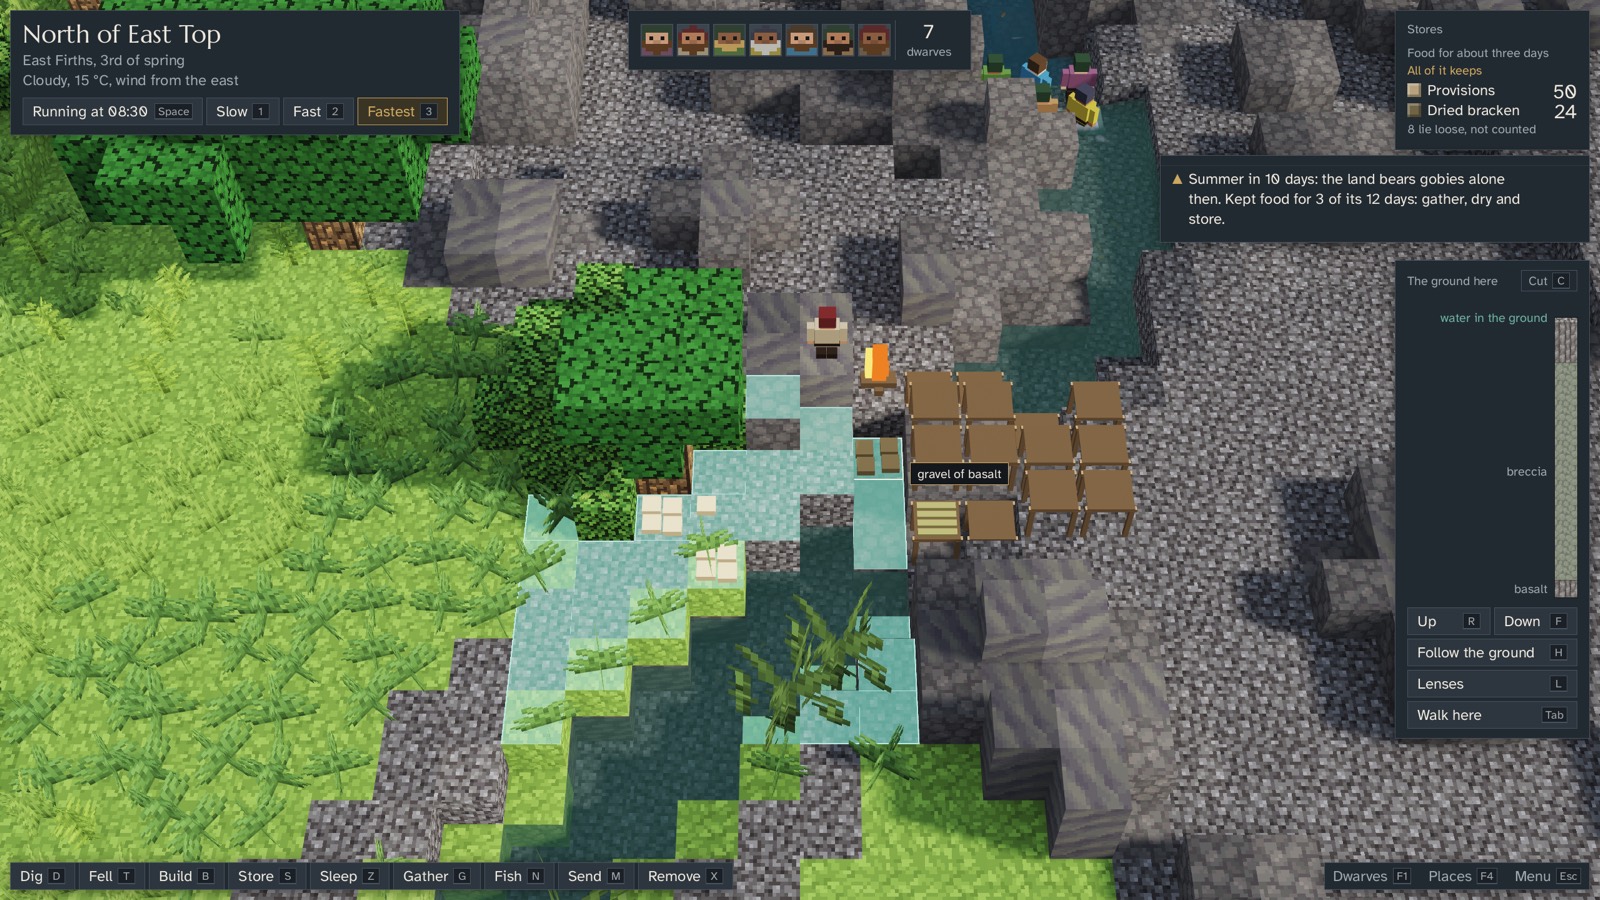 North of East Top
East Firths, 3rd of spring
Cloudy, 15 °C, wind from the east
Running at 08:30 Space
Slow 1
Fast 2
Fastest 3
7
dwarves
Stores
Food for about three days
All of it keeps
Provisions 50
Dried bracken 24
8 lie loose, not counted
Summer in 10 days: the land bears gobies alone
then. Kept food for 3 of its 12 days: gather, dry and
store.
The ground here
Cut C
water in the ground
breccia
basalt
Up R
Down F
Follow the ground H
Lenses L
Walk here Tab
gravel of basalt
Dig D
Fell T
Build B
Store S
Sleep Z
Gather G
Fish N
Send M
Remove X
Dwarves F1
Places F4
Menu Esc